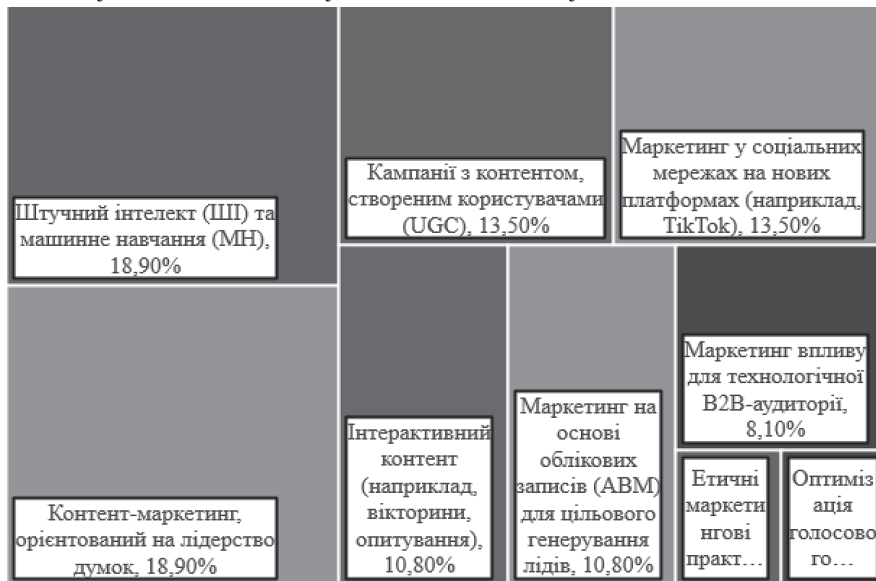 Штучний інтелект (ШІ) та
машинне навчання (МН),
18,90%
Контент-маркетинг,
орієнтований на лідерство
думок, 18,90%
Кампанії з контентом,
створеним користувачами
(UGC), 13,50%
Маркетинг у соціальних
мережах на нових
платформах (наприклад,
TikTok), 13,50%
Інтерактивний
контент
(наприклад,
вікторини,
опитування),
10,80%
Маркетинг на
основі
облікових
записів (ABM)
для цільового
генерування
лідів, 10,80%
Маркетинг впливу
для технологічної
B2B-аудиторії,
8,10%
Етичні
маркети
нгові
практ…
Оптиміз
ація
голосово
го…